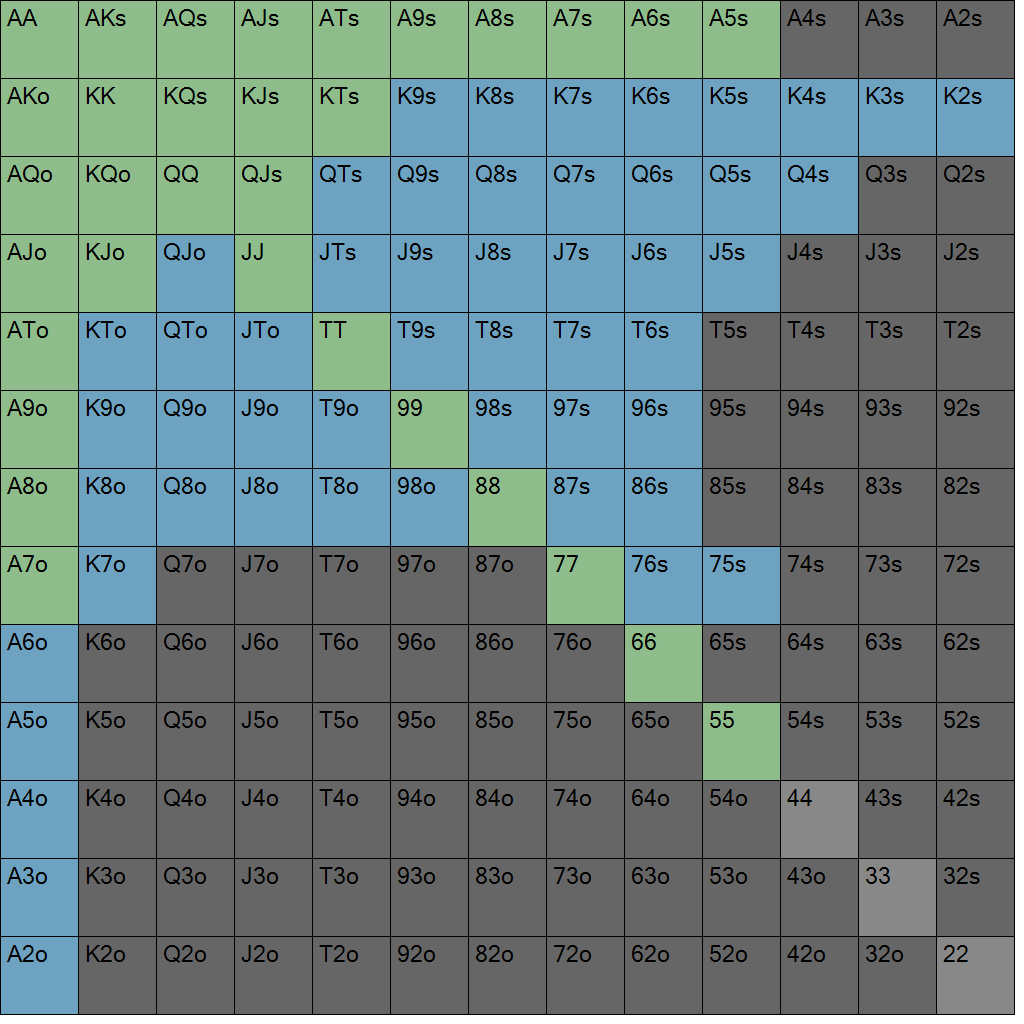 AA AKs AQs AJs ATs A9s A8s A7s A6s A5s A4s A3s A2s
AKo KK KQs KJs KTs K9s K8s K7s K6s K5s K4s K3s K2s
AQo KQo QQ QJs QTs Q9s Q8s Q7s Q6s Q5s Q4s Q3s Q2s
AJo KJo QJo JJ JTs J9s J8s J7s J6s J5s J4s J3s J2s
ATo KTo QTo JTo TT T9s T8s T7s T6s T5s T4s T3s T2s
A9o K9o Q9o J9o T9o 99 98s 97s 96s 95s 94s 93s 92s
A8o K8o Q8o J8o T8o 98o 88 87s 86s 85s 84s 83s 82s
A7o K7o Q7o J7o T7o 97o 87o 77 76s 75s 74s 73s 72s
A6o K6o Q6o J6o T6o 96o 86o 76o 66 65s 64s 63s 62s
A5o K5o Q5o J5o T5o 95o 85o 75o 65o 55 54s 53s 52s
A4o K4o Q4o J4o T4o 94o 84o 74o 64o 54o 44 43s 42s
A3o K3o Q3o J3o T3o 93o 83o 73o 63o 53o 43o 33 32s
A2o K2o Q2o J2o T2o 92o 82o 72o 62o 52o 42o 32o 22